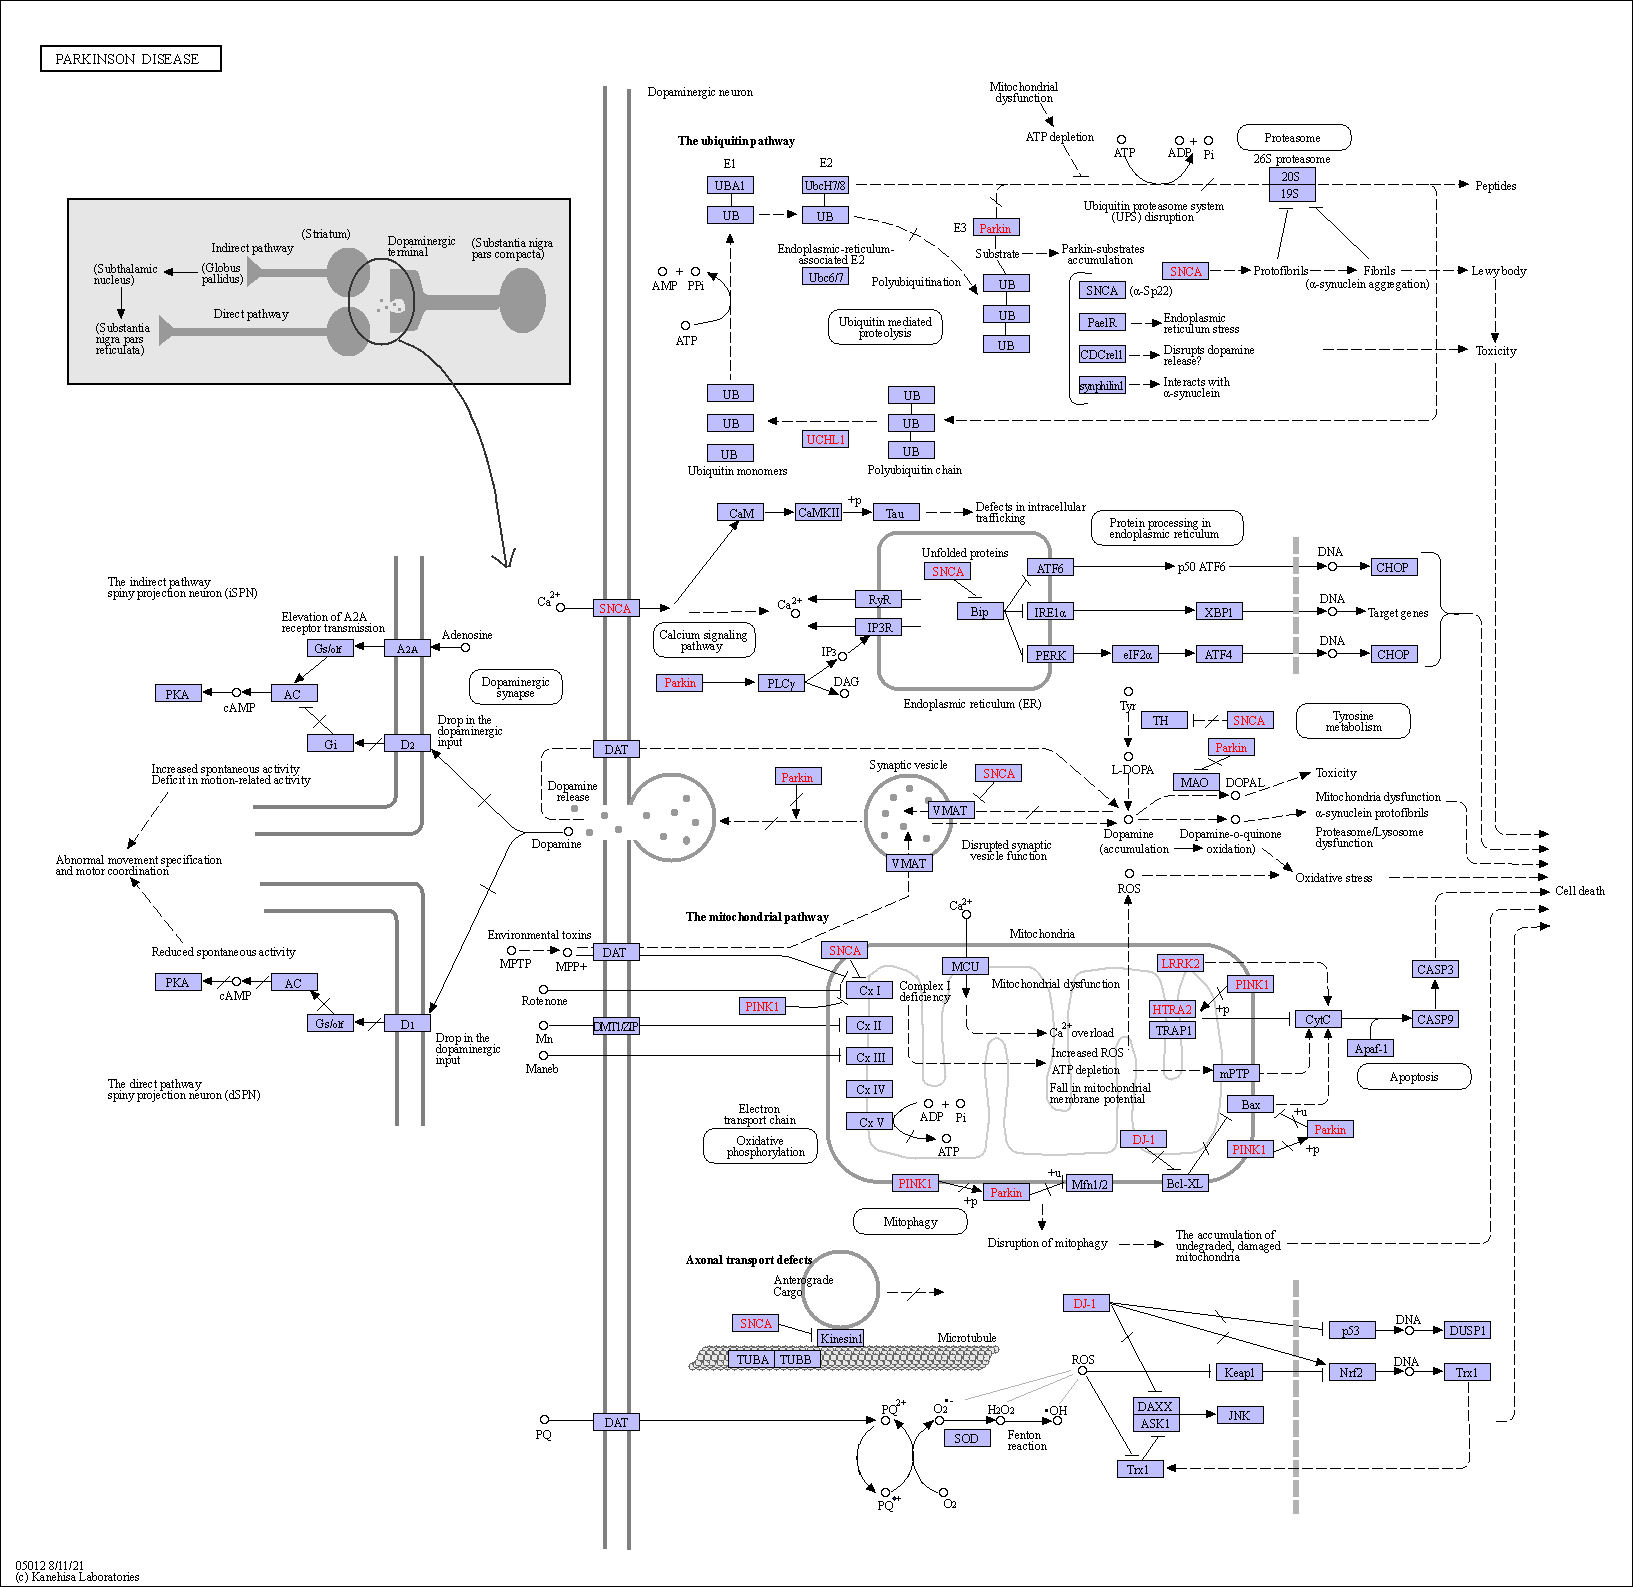 PARKINSON DISEASE
Dopaminergic neuron
Mitochondrial
dysfunction
ATP depletion
The ubiquitin pathway
ATP
ADP
+
Pi
Proteasome
26S proteasome
E1
E2
UBA1
UbcH7/8
20S
19S
Peptides
UB
UB
Ubiquitin proteasome system
(UPS) disruption
E3
Parkin
Endoplasmic-reticulum-
associated E2
Ubc6/7
Substrate
Parkin-substrates
accumulation
Polyubiquitination
UB
UB
UB
SNCA
Protofibrils
Fibrils
(α-synuclein aggregation)
Lewy body
SNCA
(α-Sp22)
PaelR
Endoplasmic
reticulum stress
CDCrel1
Disrupts dopamine
release?
synphilin1
Interacts with
α-synuclein
Toxicity
+
AMP
PPi
ATP
Ubiquitin mediated
proteolysis
UB
UB
UB
Ubiquitin monomers
UCHL1
UB
UB
UB
Polyubiquitin chain
(Striatum)
Indirect pathway
Dopaminergic
terminal
(Substantia nigra
pars compacta)
(Subthalamic
nucleus)
(Globus
pallidus)
Direct pathway
(Substantia
nigra pars
reticulata)
CaM
CaMKII
+p
Tau
Defects in intracellular
trafficking
Protein processing in
endoplasmic reticulum
Unfolded proteins
SNCA
Bip
ATF6
p50 ATF6
DNA
CHOP
IRE1α
XBP1
DNA
Target genes
PERK
eIF2α
ATF4
DNA
CHOP
Ca2+
SNCA
Ca2+
RyR
IP3R
Calcium signaling
pathway
IP3
DAG
Parkin
PLCγ
Endoplasmic reticulum (ER)
The indirect pathway
spiny projection neuron (iSPN)
Elevation of A2A
receptor transmission
Gs/olf
A2A
Adenosine
PKA
cAMP
AC
Gi
D2
Drop in the
dopaminergic
input
Dopaminergic
synapse
Increased spontaneous activity
Deficit in motion-related activity
Abnormal movement specification
and motor coordination
Reduced spontaneous activity
PKA
cAMP
AC
Gs/olf
D1
Drop in the
dopaminergic
input
The direct pathway
spiny projection neuron (dSPN)
DAT
Dopamine
release
Dopamine
Parkin
Synaptic vesicle
SNCA
VMAT
VMAT
Disrupted synaptic
vesicle function
Tyr
TH
SNCA
Tyrosine
metabolism
Parkin
MAO
L-DOPA
DOPAL
Toxicity
Mitochondria dysfunction
α-synuclein protofibrils
Dopamine
(accumulation
Dopamine-o-quinone
oxidation)
Proteasome/Lysosome
dysfunction
ROS
Oxidative stress
Cell death
The mitochondrial pathway
Environmental toxins
MPTP
MPP+
DAT
Rotenone
Mn
DMT1/ZIP
Maneb
Ca2+
Mitochondria
SNCA
MCU
PINK1
Cx I
Complex I
deficiency
Mitochondrial dysfunction
Cx II
Cx III
Cx IV
Cx V
Ca2+ overload
Increased ROS
ATP depletion
Fall in mitochondrial
membrane potential
+
ADP
Pi
ATP
Electron
transport chain
Oxidative
phosphorylation
LRRK2
PINK1
HTRA2
+p
TRAP1
CytC
CASP3
CASP9
Apaf-1
Apoptosis
mPTP
Bax
+u
Parkin
PINK1
+p
DJ-1
Bcl-XL
PINK1
+p
Parkin
+u
Mfn1/2
Mitophagy
Disruption of mitophagy
The accumulation of
undegraded, damaged
mitochondria
Axonal transport defects
Anterograde
Cargo
SNCA
Kinesin1
TUBA
TUBB
Microtubule
DJ-1
p53
DNA
DUSP1
ROS
Keap1
Nrf2
DNA
Trx1
DAXX
ASK1
JNK
Trx1
PQ
DAT
PQ2+
O2•-
H2O2
•OH
SOD
Fenton
reaction
PQ•+
O2
05012 8/11/21
(c) Kanehisa Laboratories